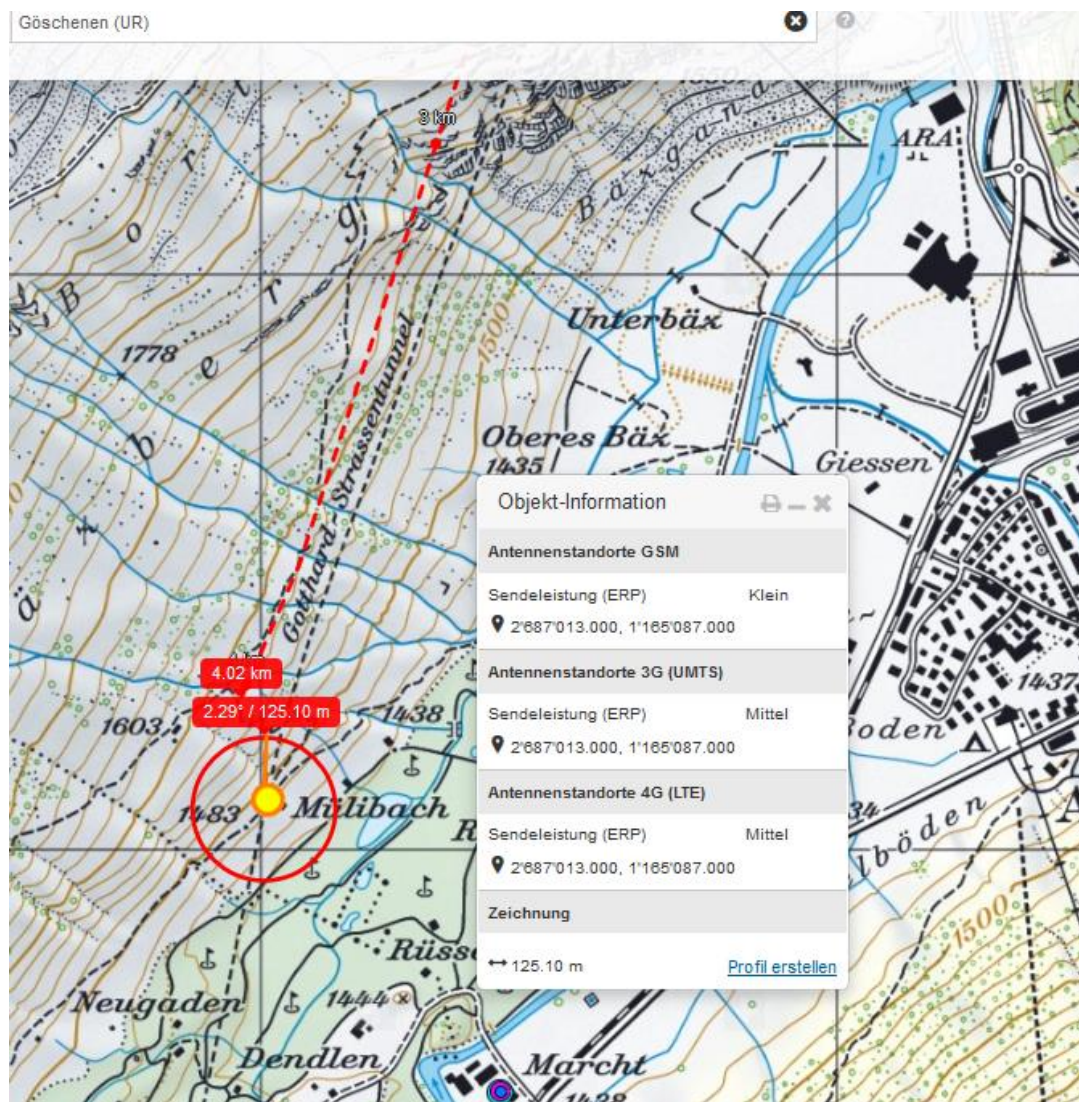 Göschenen (UR)
3 km
ARA
Bärg
Unterbäx
1778
1500
Gotthard-Strassentunnel
Oberes Bäx
1435
Giessen
Objekt-Information
Antennenstandorte GSM
Sendeleistung (ERP) Klein
2'687'013.000, 1'165'087.000
Antennenstandorte 3G (UMTS)
Sendeleistung (ERP) Mittel
2'687'013.000, 1'165'087.000
Antennenstandorte 4G (LTE)
Sendeleistung (ERP) Mittel
2'687'013.000, 1'165'087.000
Zeichnung
125.10 m Profil erstellen
4.02 km
2.29° / 125.10 m
1603
1438
1437
Boden
1483
Mülibach
1500
Neugaden
1444
Dendlen
Marcht